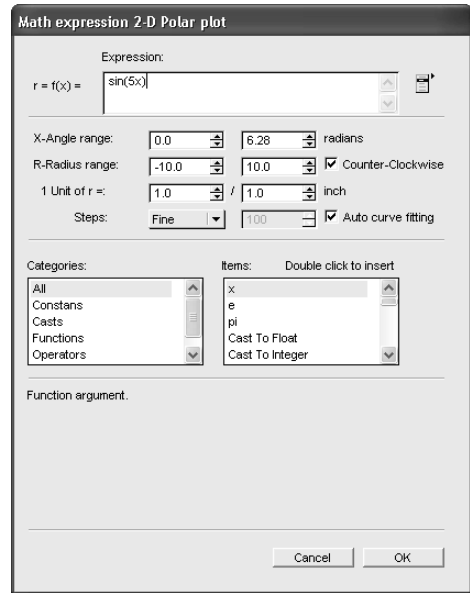 Math expression 2-D Polar plot
Expression:
r = f(x) = sin(5x)
X-Angle range: 0.0 6.28 radians
R-Radius range: -10.0 10.0 Counter-Clockwise
1 Unit of r =: 1.0 / 1.0 inch
Steps: Fine 100 Auto curve fitting
Categories: Items: Double click to insert
All x
Constans e
Casts pi
Functions Cast To Float
Operators Cast To Integer
Function argument.
Cancel OK